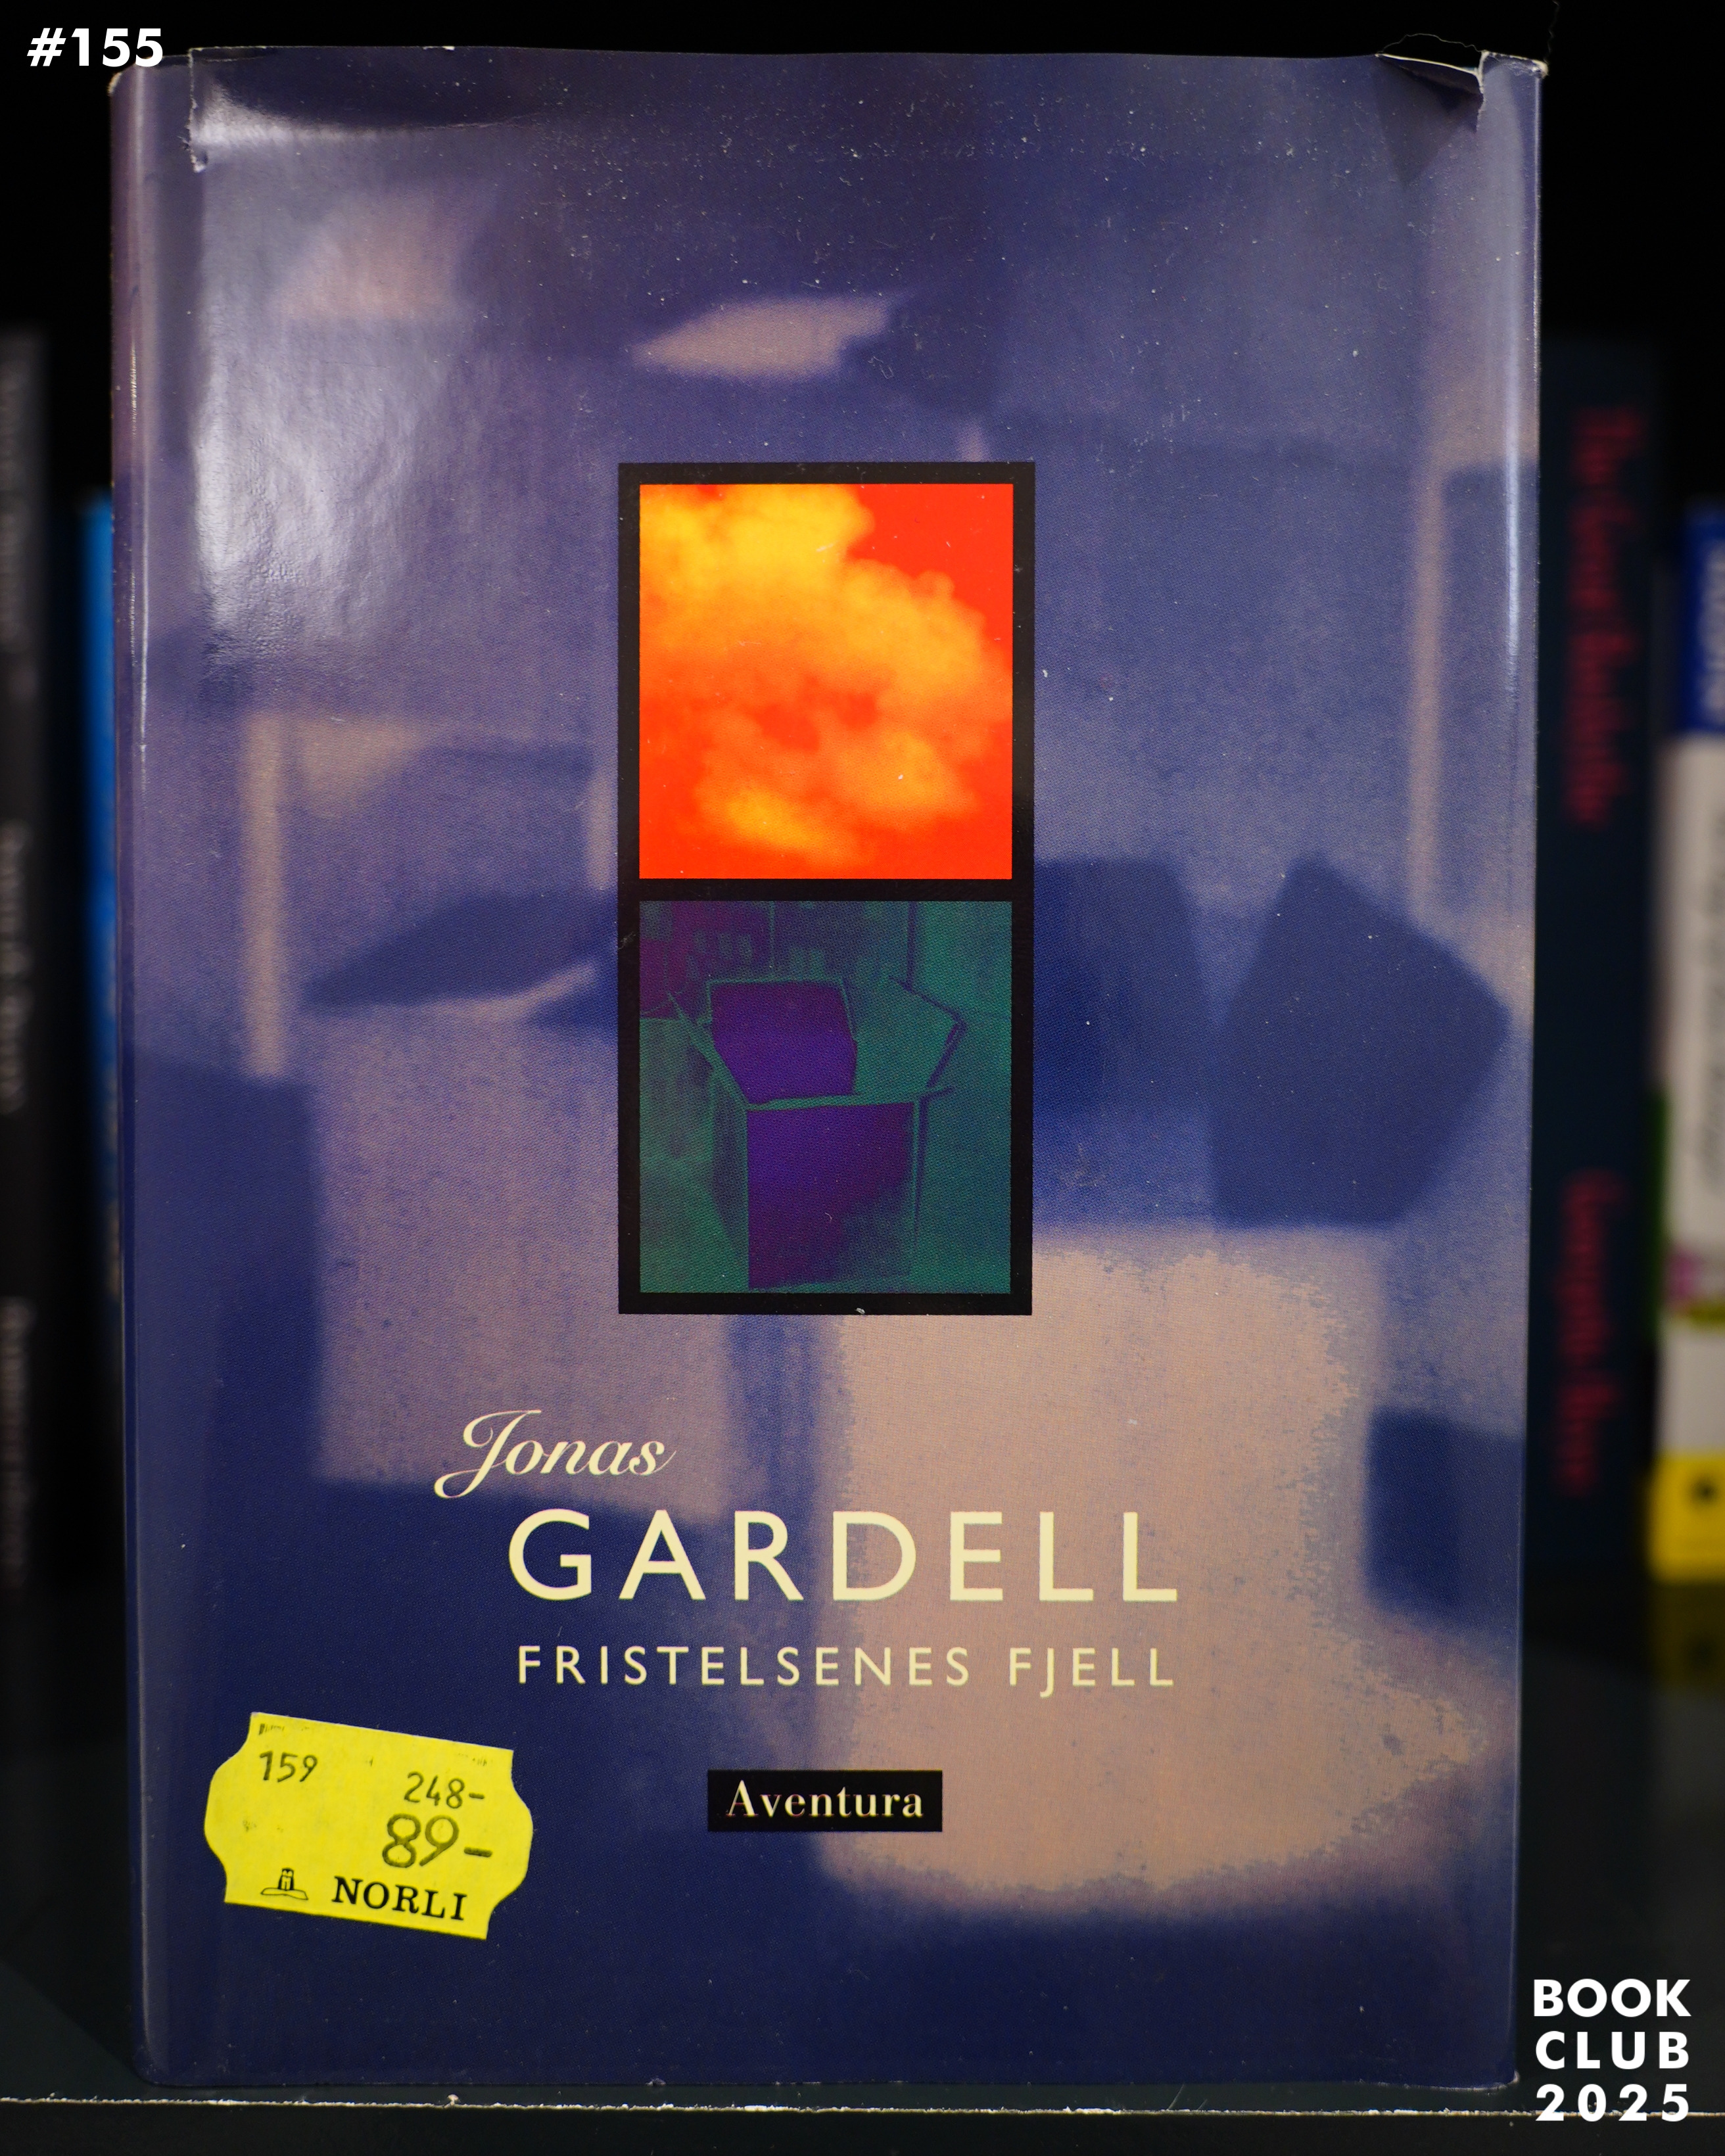 #155
Jonas
GARDELL
FRISTELSENES FJELL
Aventura
159
248-
89-
NORLI
BOOK
CLUB
2025